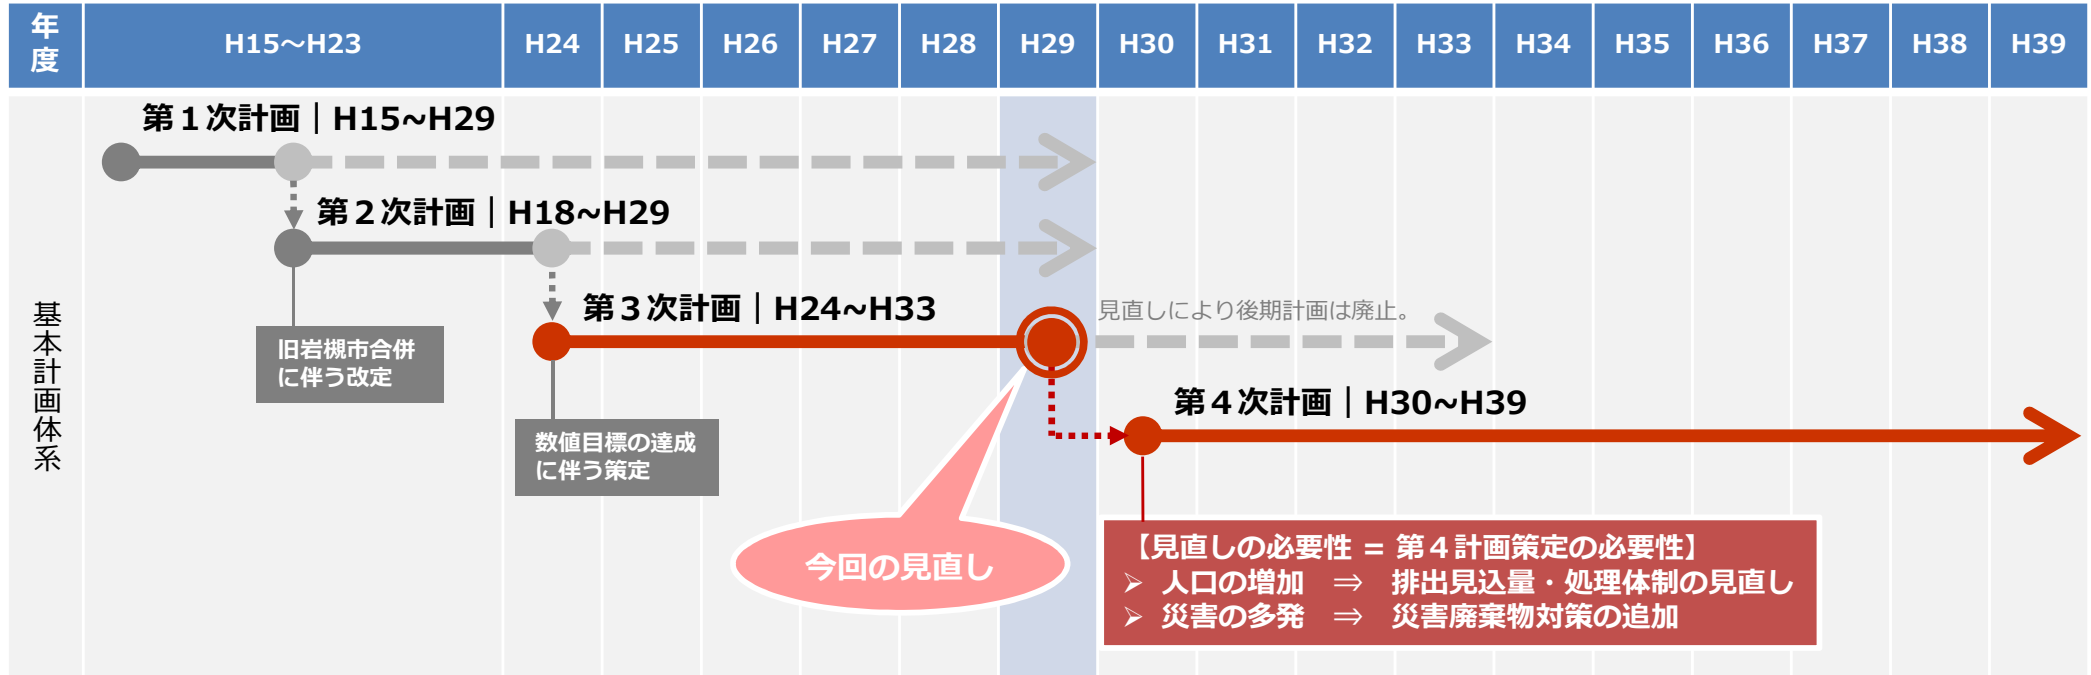 年度
H15～H23
H24
H25
H26
H27
H28
H29
H30
H31
H32
H33
H34
H35
H36
H37
H38
H39
基本計画体系
第１次計画｜H15~H29
第２次計画｜H18~H29
旧岩槻市合併
に伴う改定
第３次計画｜H24~H33
見直しにより後期計画は廃止。
数値目標の達成
に伴う策定
第４次計画｜H30~H39
今回の見直し
【見直しの必要性 = 第４計画策定の必要性】
➢ 人口の増加　⇒　排出見込量・処理体制の見直し
➢ 災害の多発　⇒　災害廃棄物対策の追加